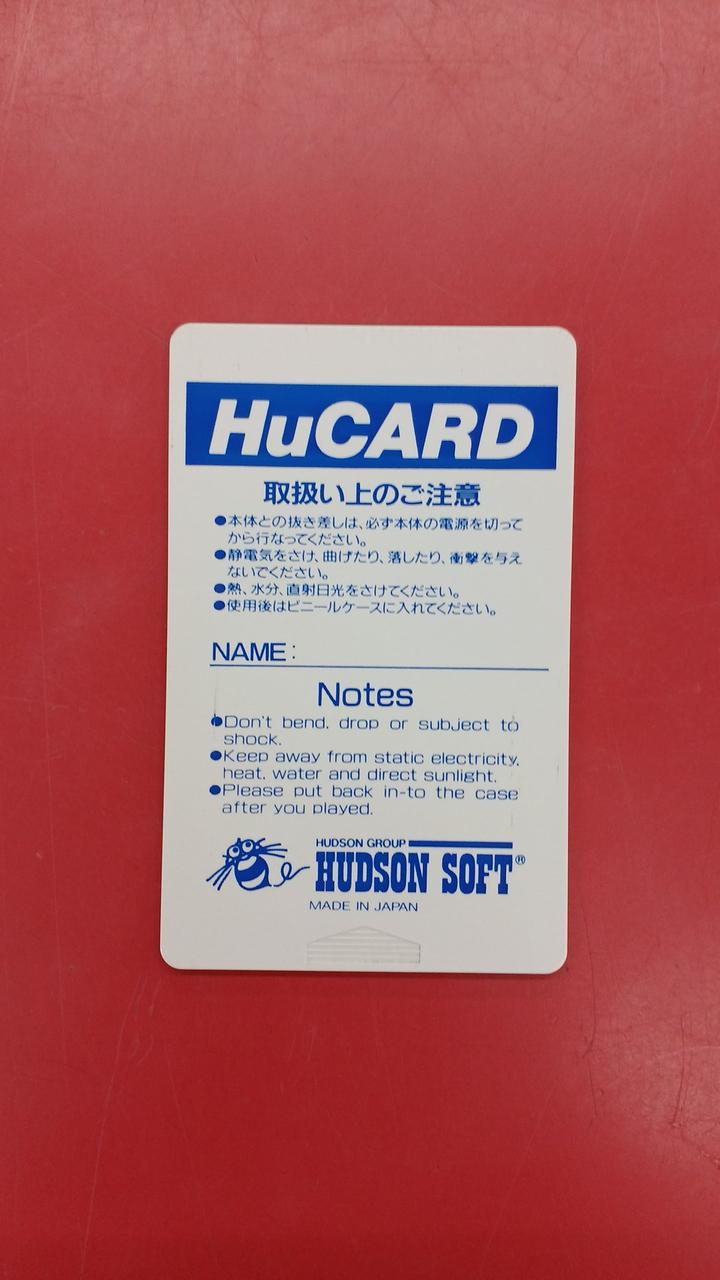 HuCARD
取扱い上のご注意
●本体との抜き差しは、必ず本体の電源を切って
から行なってください。
●静電気をさけ、曲げたり、落したり、衝撃を与え
ないでください。
●熱、水分、直射日光をさけてください。
●使用後はビニールケースに入れてください。
NAME:
Notes
●Don't bend, drop or subject to
shock.
●Keep away from static electricity,
heat, water and direct sunlight.
●Please put back in-to the case
after you played.
HUDSON GROUP
HUDSON SOFT®
MADE IN JAPAN